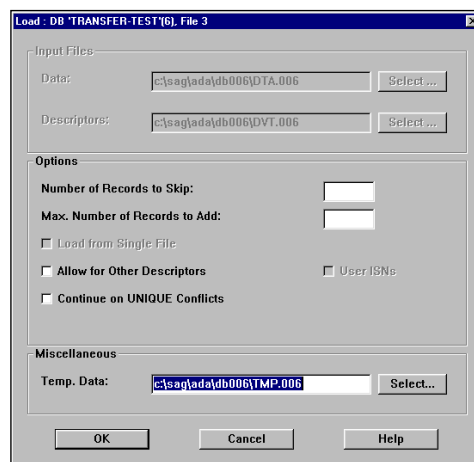 Load : DB 'TRANSFER-TEST'(6), File 3
Input Files
Data: c:\sag\ada\db006\DTA.006 Select ...
Descriptors: c:\sag\ada\db006\DVT.006 Select ...
Options
Number of Records to Skip:
Max. Number of Records to Add:
Load from Single File
Allow for Other Descriptors User ISNs
Continue on UNIQUE Conflicts
Miscellaneous
Temp. Data: c:\sag\ada\db006\TMP.006 Select...
OK Cancel Help